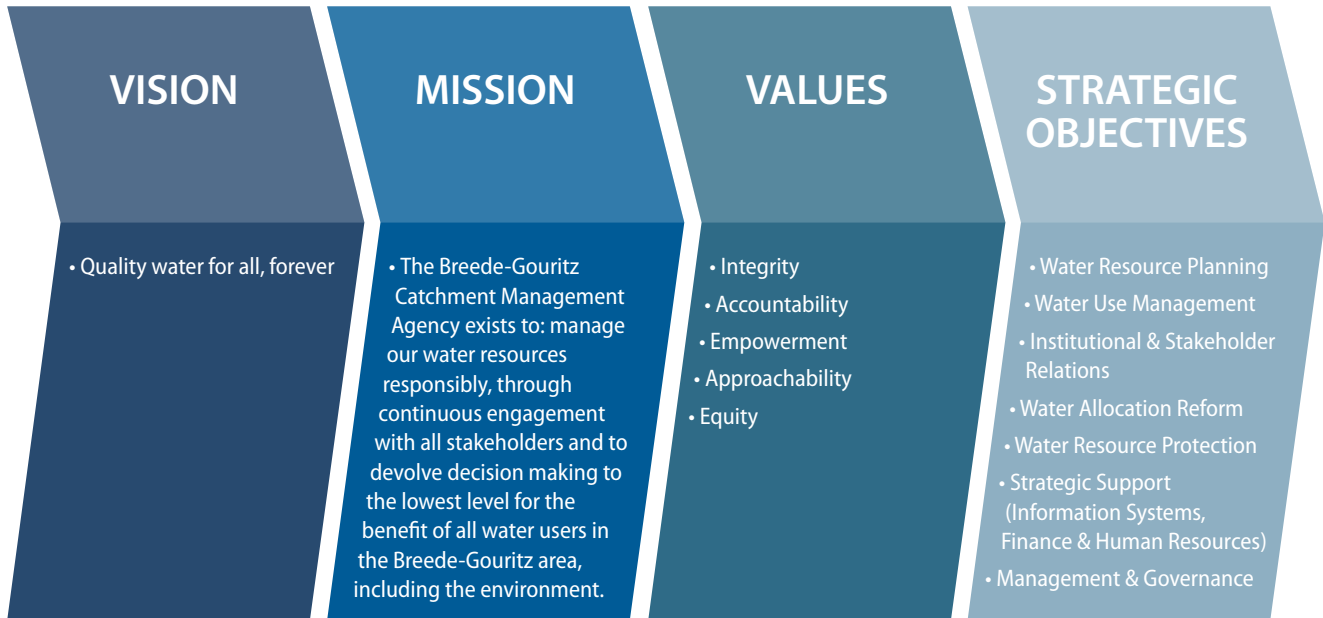 VISION
• Quality water for all, forever
MISSION
• The Breede-Gouritz
Catchment Management
Agency exists to: manage
our water resources
responsibly, through
continuous engagement
with all stakeholders and to
devolve decision making to
the lowest level for the
benefit of all water users in
the Breede-Gouritz area,
including the environment.
VALUES
• Integrity
• Accountability
• Empowerment
• Approachability
• Equity
STRATEGIC
OBJECTIVES
• Water Resource Planning
• Water Use Management
• Institutional & Stakeholder
Relations
• Water Allocation Reform
• Water Resource Protection
• Strategic Support
(Information Systems,
Finance & Human Resources)
• Management & Governance